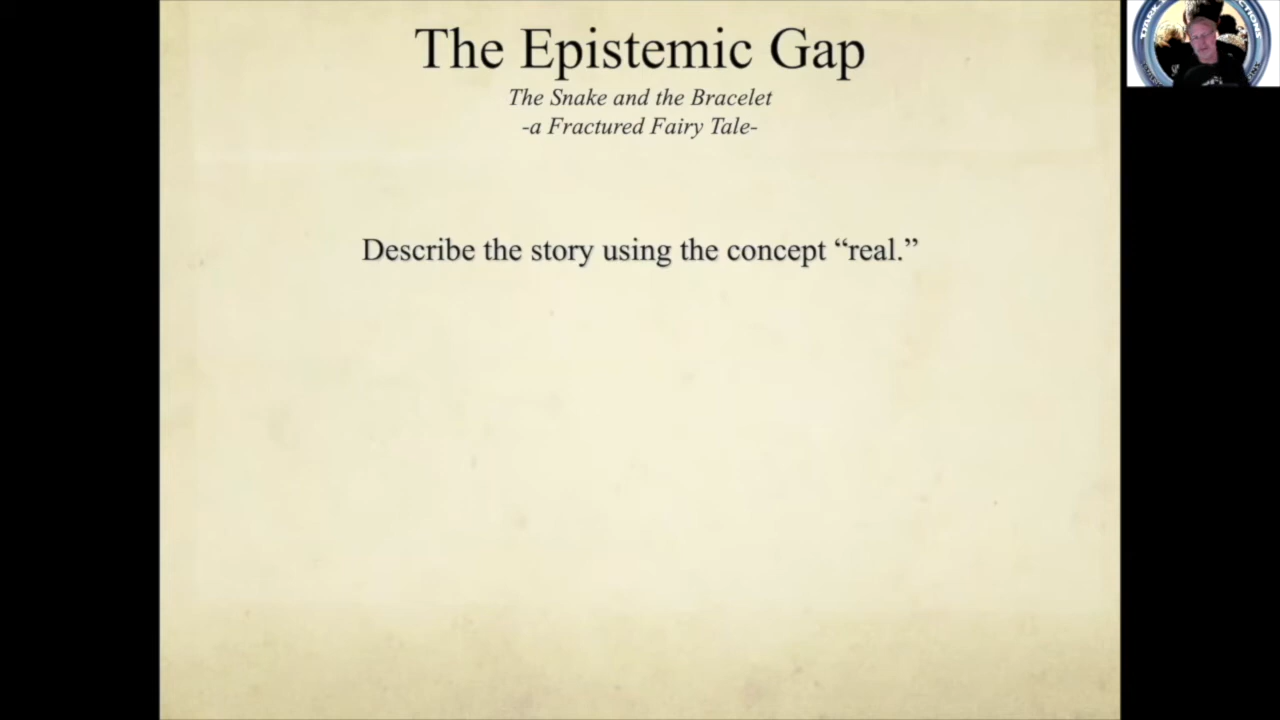 The Epistemic Gap
The Snake and the Bracelet
-a Fractured Fairy Tale-
Describe the story using the concept “real.”